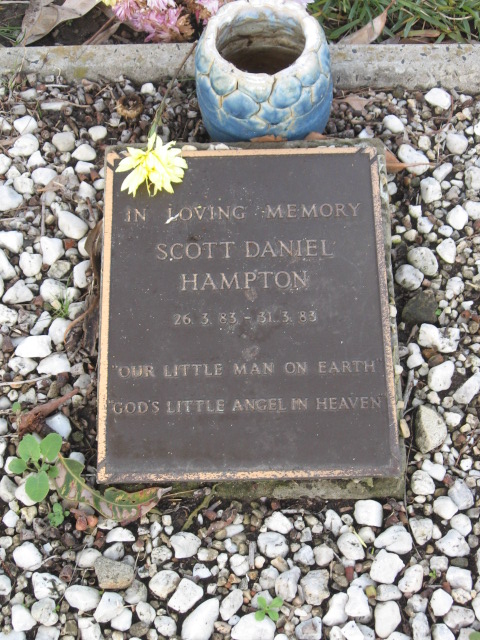 IN LOVING MEMORY
SCOTT DANIEL
HAMPTON
26.3.83 - 31.3.83
"OUR LITTLE MAN ON EARTH"
"GOD'S LITTLE ANGEL IN HEAVEN"